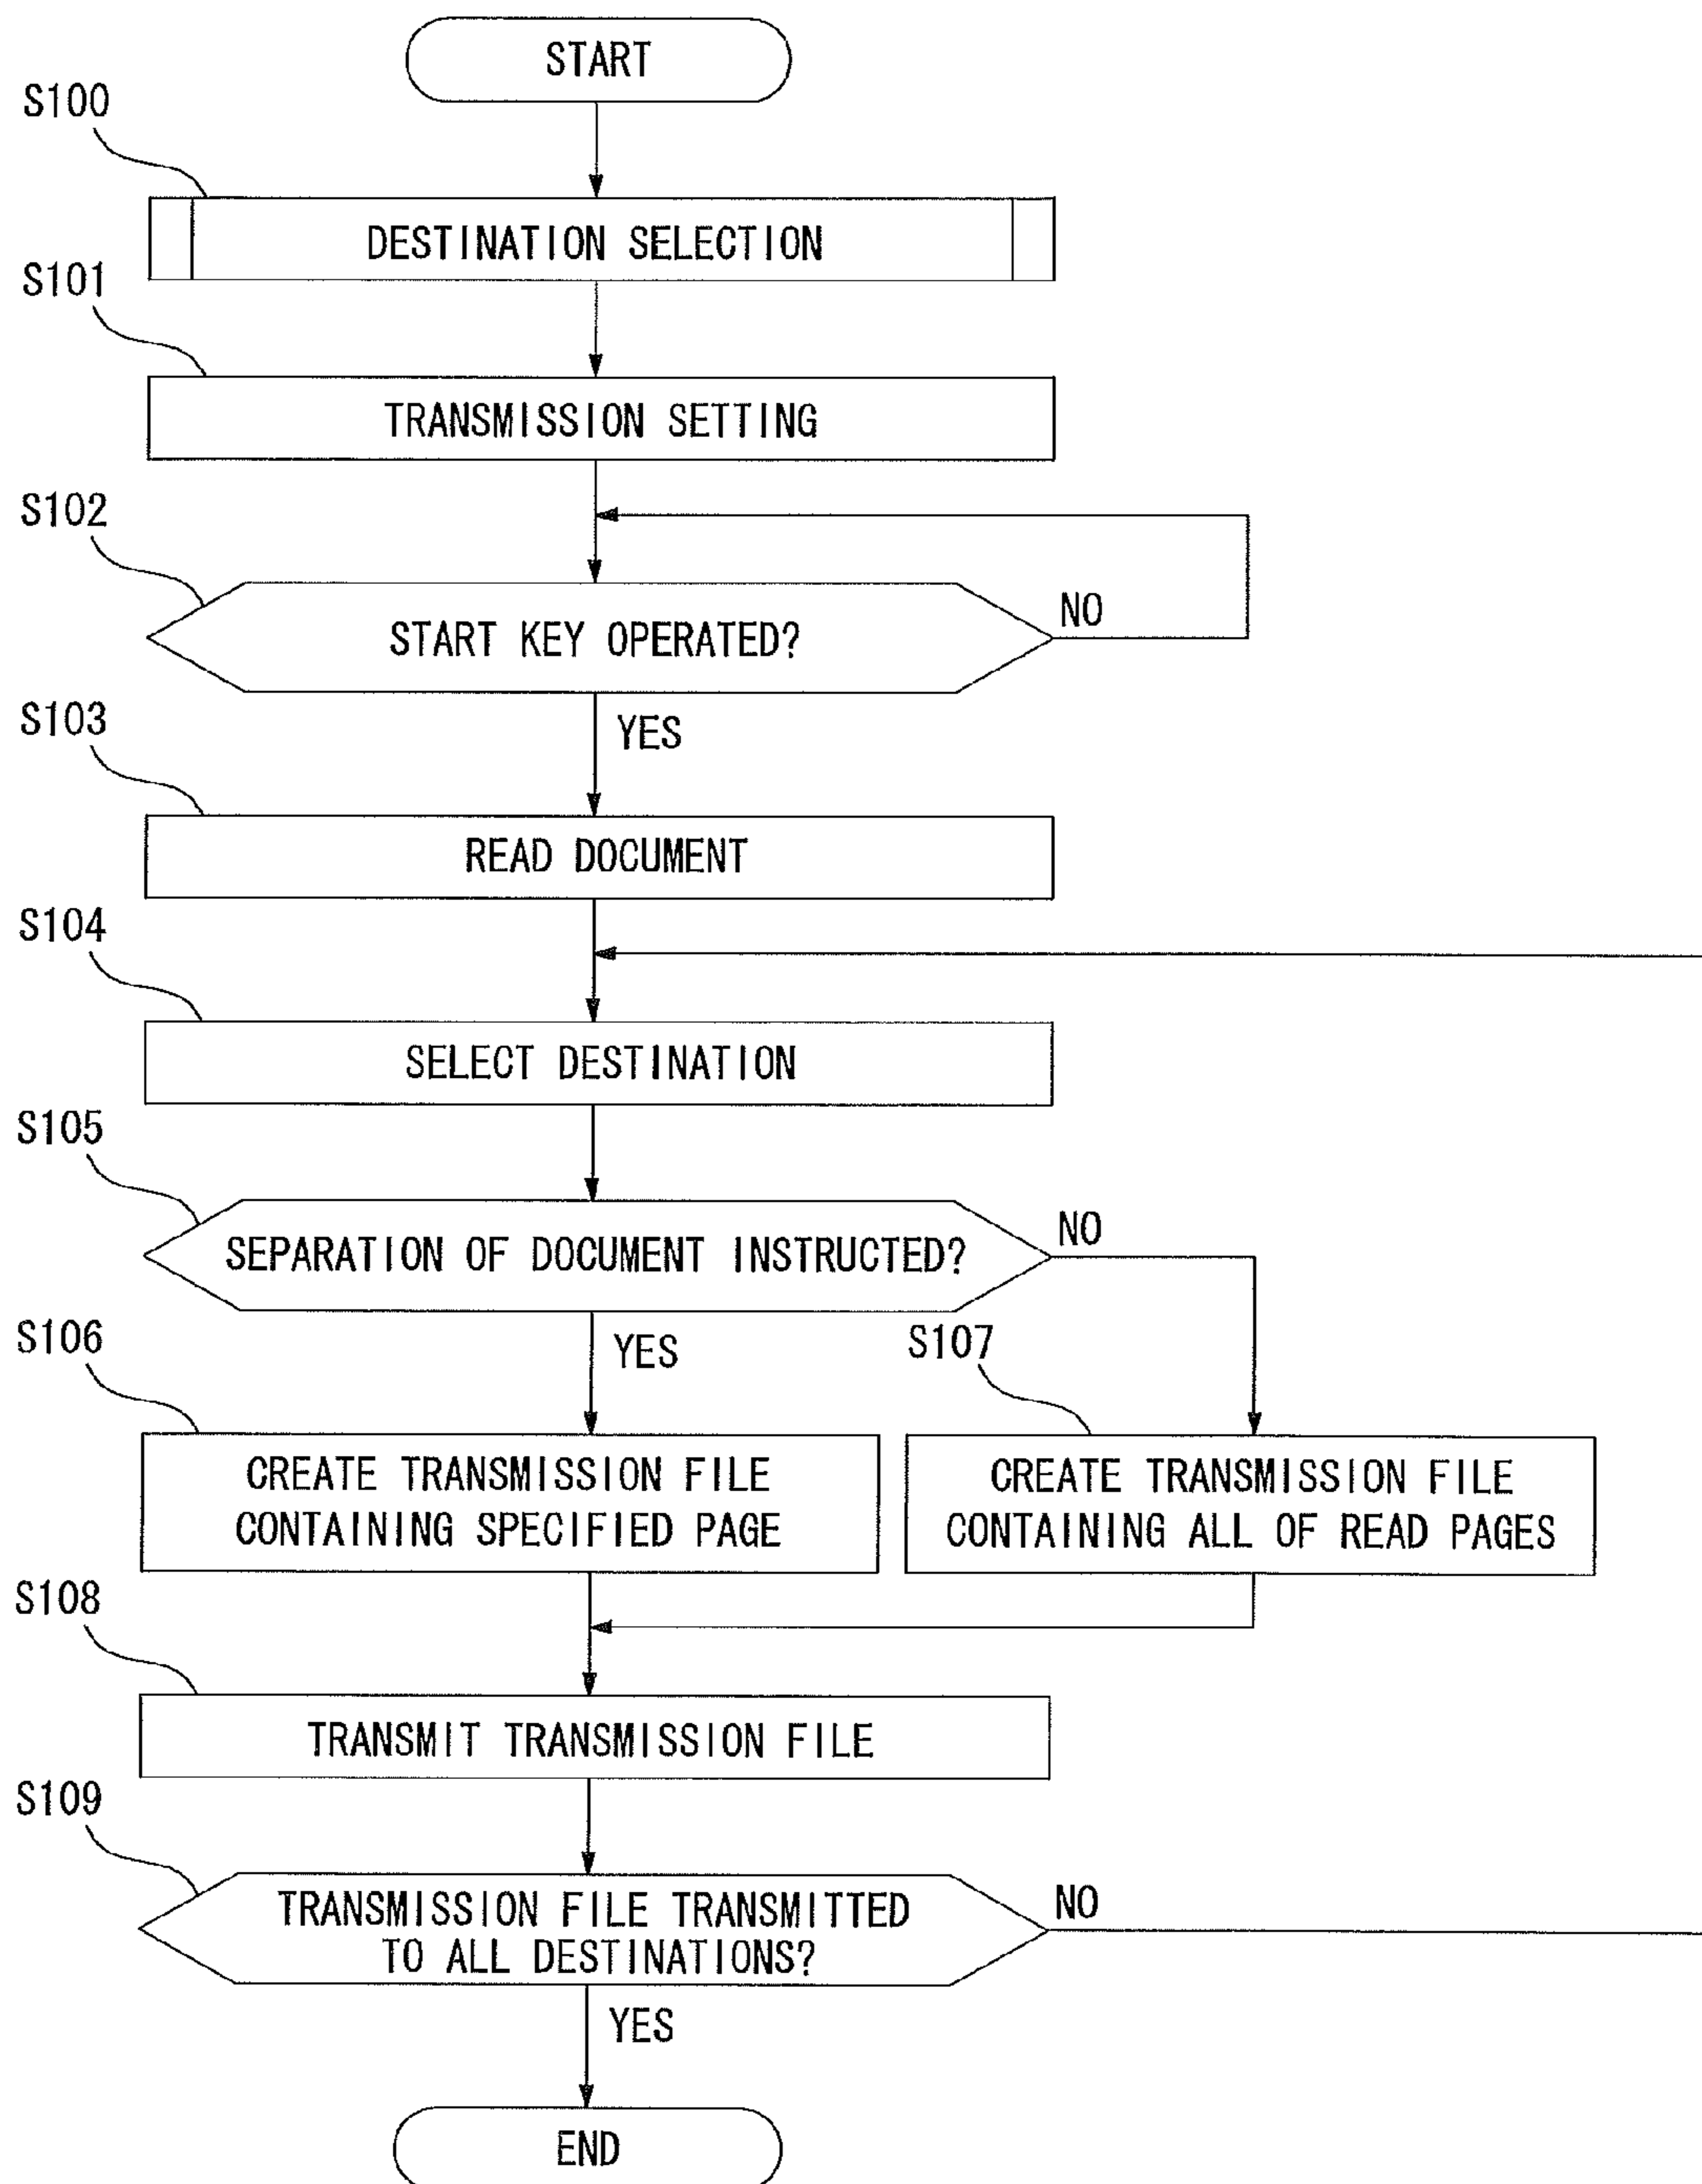 START
S100
DESTINATION SELECTION
S101
TRANSMISSION SETTING
S102
START KEY OPERATED?
NO
YES
S103
READ DOCUMENT
S104
SELECT DESTINATION
S105
SEPARATION OF DOCUMENT INSTRUCTED?
NO
YES
S106
CREATE TRANSMISSION FILE
CONTAINING SPECIFIED PAGE
S107
CREATE TRANSMISSION FILE
CONTAINING ALL OF READ PAGES
S108
TRANSMIT TRANSMISSION FILE
S109
TRANSMISSION FILE TRANSMITTED
TO ALL DESTINATIONS?
NO
YES
END